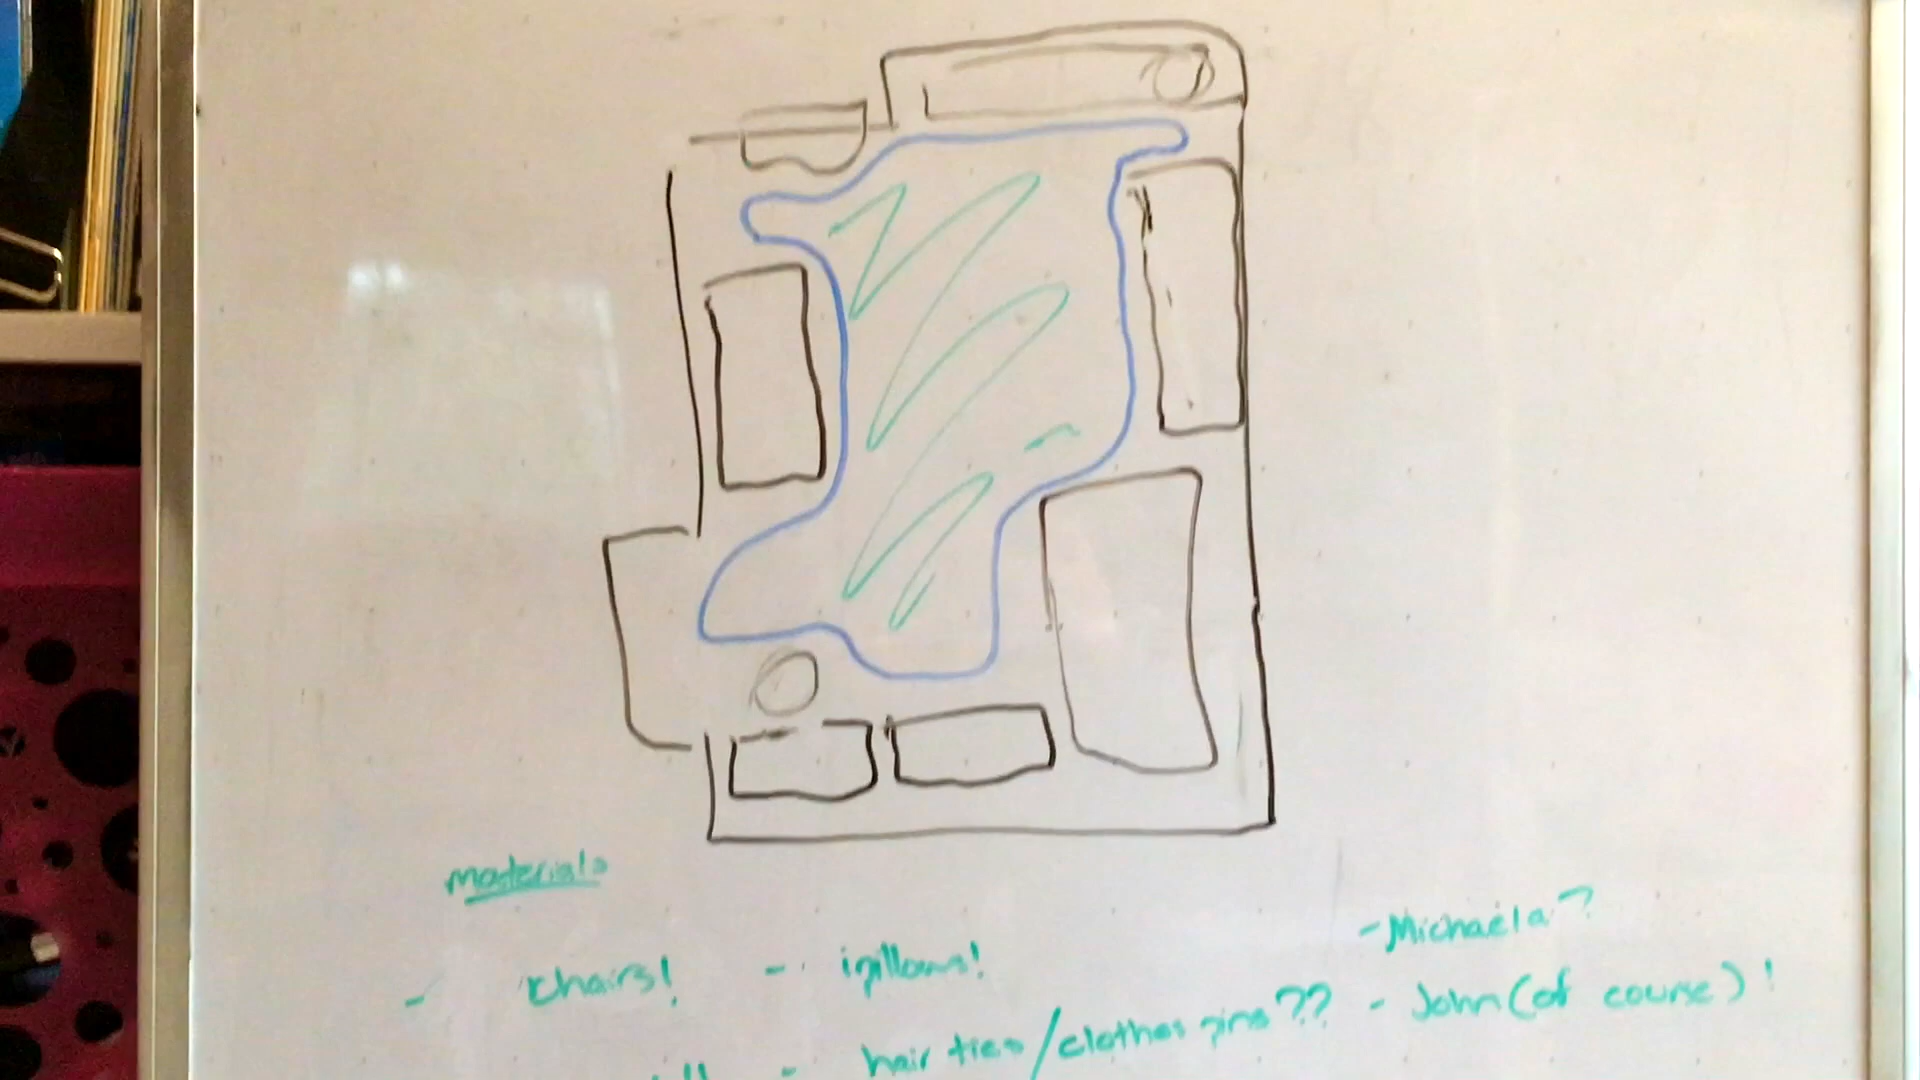 materials
- chairs! - pillows! - Michaela?
- hair ties/clothes pins?? - John (of course)!